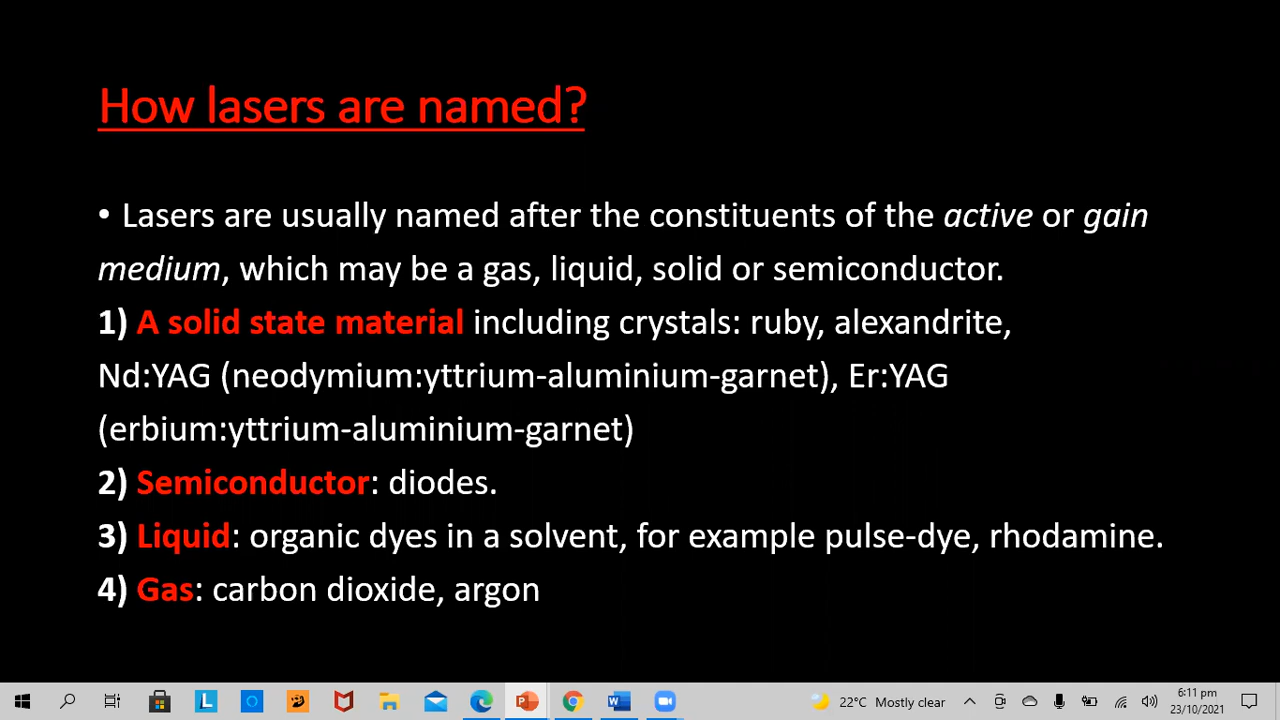 How lasers are named?
• Lasers are usually named after the constituents of the active or gain
medium, which may be a gas, liquid, solid or semiconductor.
1) A solid state material including crystals: ruby, alexandrite,
Nd:YAG (neodymium:yttrium-aluminium-garnet), Er:YAG
(erbium:yttrium-aluminium-garnet)
2) Semiconductor: diodes.
3) Liquid: organic dyes in a solvent, for example pulse-dye, rhodamine.
4) Gas: carbon dioxide, argon
L
P
W
22°C Mostly clear
6:11 pm
23/10/2021